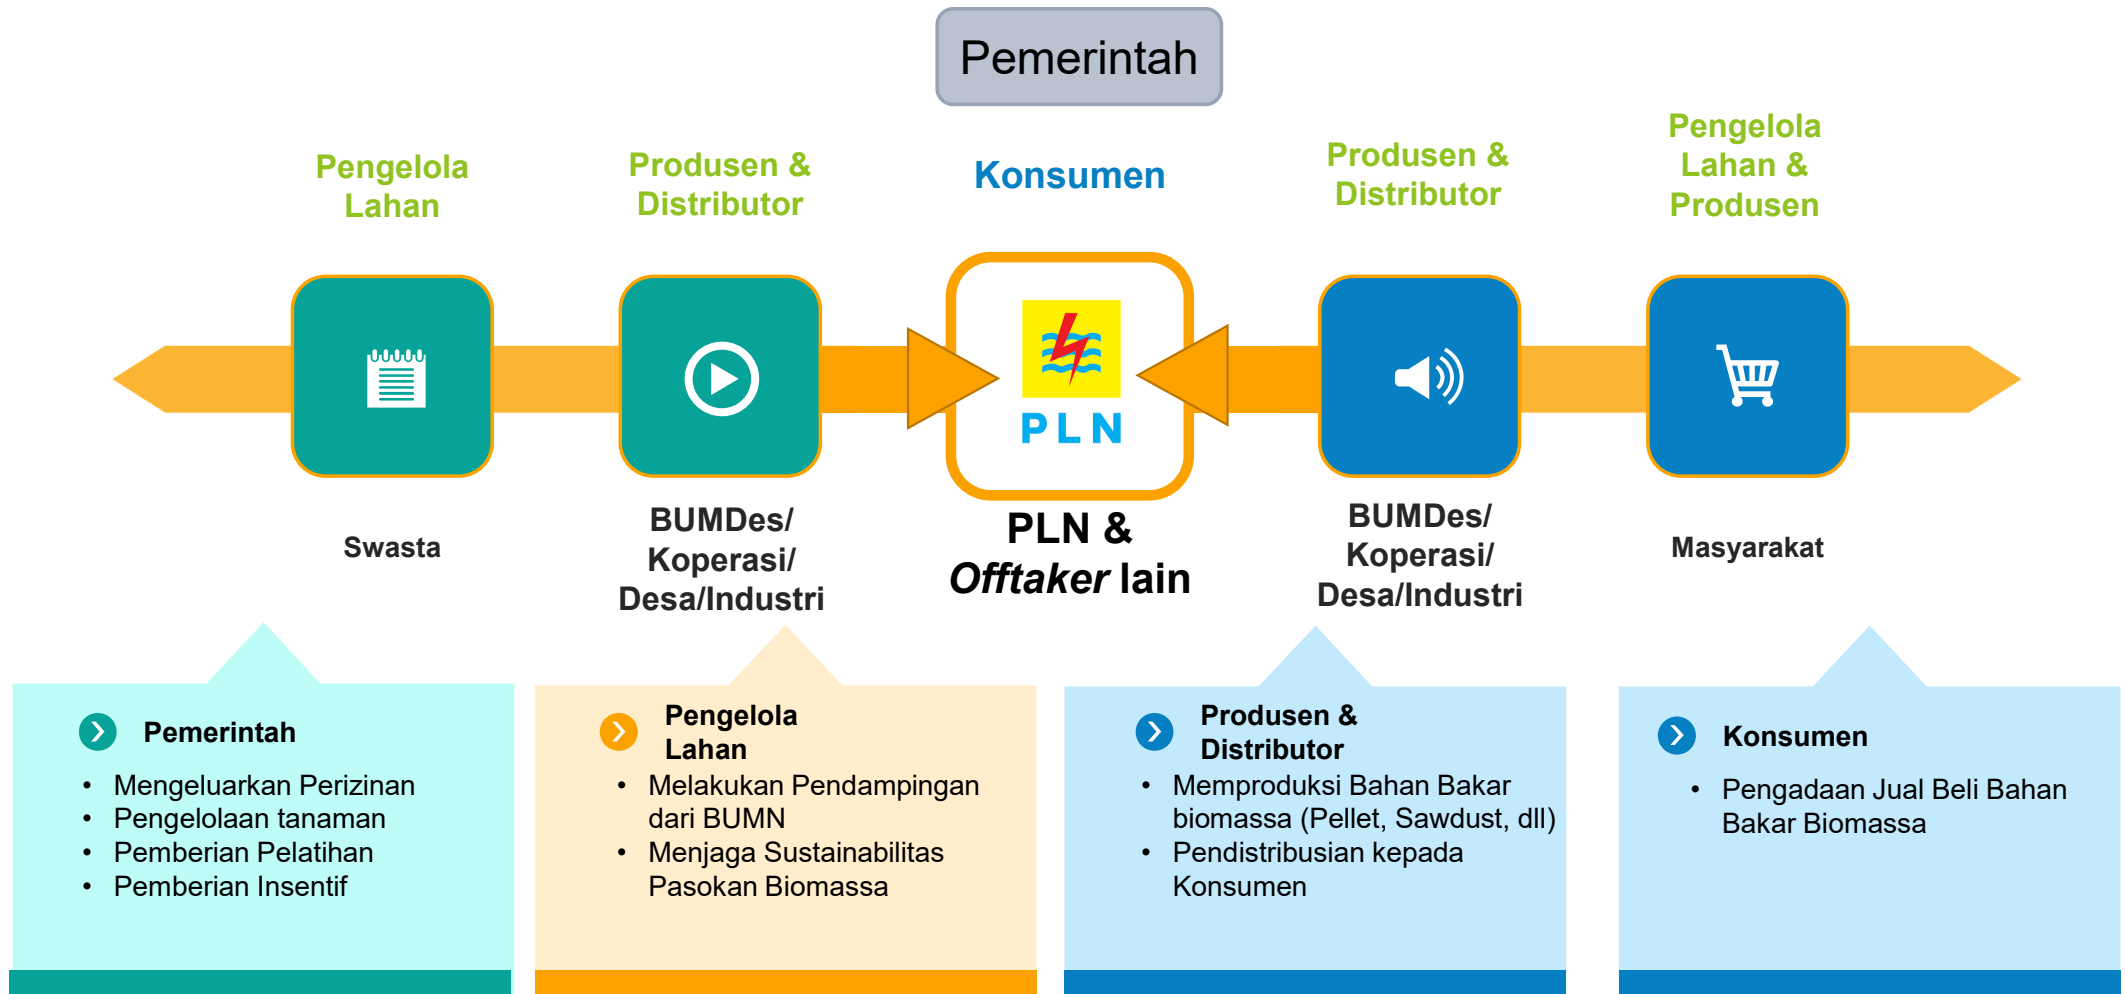 Pemerintah
Pengelola
Lahan
Produsen &
Distributor
Konsumen
Produsen &
Distributor
Pengelola
Lahan &
Produsen
PLN
Swasta
BUMDes/
Koperasi/
Desa/Industri
PLN &
Offtaker lain
BUMDes/
Koperasi/
Desa/Industri
Masyarakat
Pemerintah
• Mengeluarkan Perizinan
• Pengelolaan tanaman
• Pemberian Pelatihan
• Pemberian Insentif
Pengelola
Lahan
• Melakukan Pendampingan
dari BUMN
• Menjaga Sustainabilitas
Pasokan Biomassa
Produsen &
Distributor
• Memproduksi Bahan Bakar
biomassa (Pellet, Sawdust, dll)
• Pendistribusian kepada
Konsumen
Konsumen
• Pengadaan Jual Beli Bahan
Bakar Biomassa